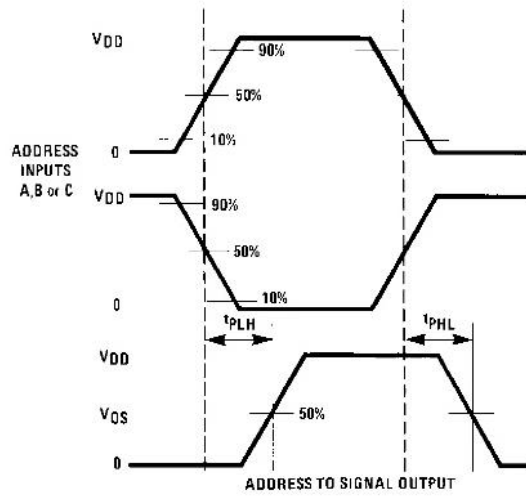 VDD
90%
50%
10%
0
ADDRESS
INPUTS
A,B or C
VDD
90%
50%
10%
0
tPLH
tPHL
VDD
VOS
50%
0
ADDRESS TO SIGNAL OUTPUT